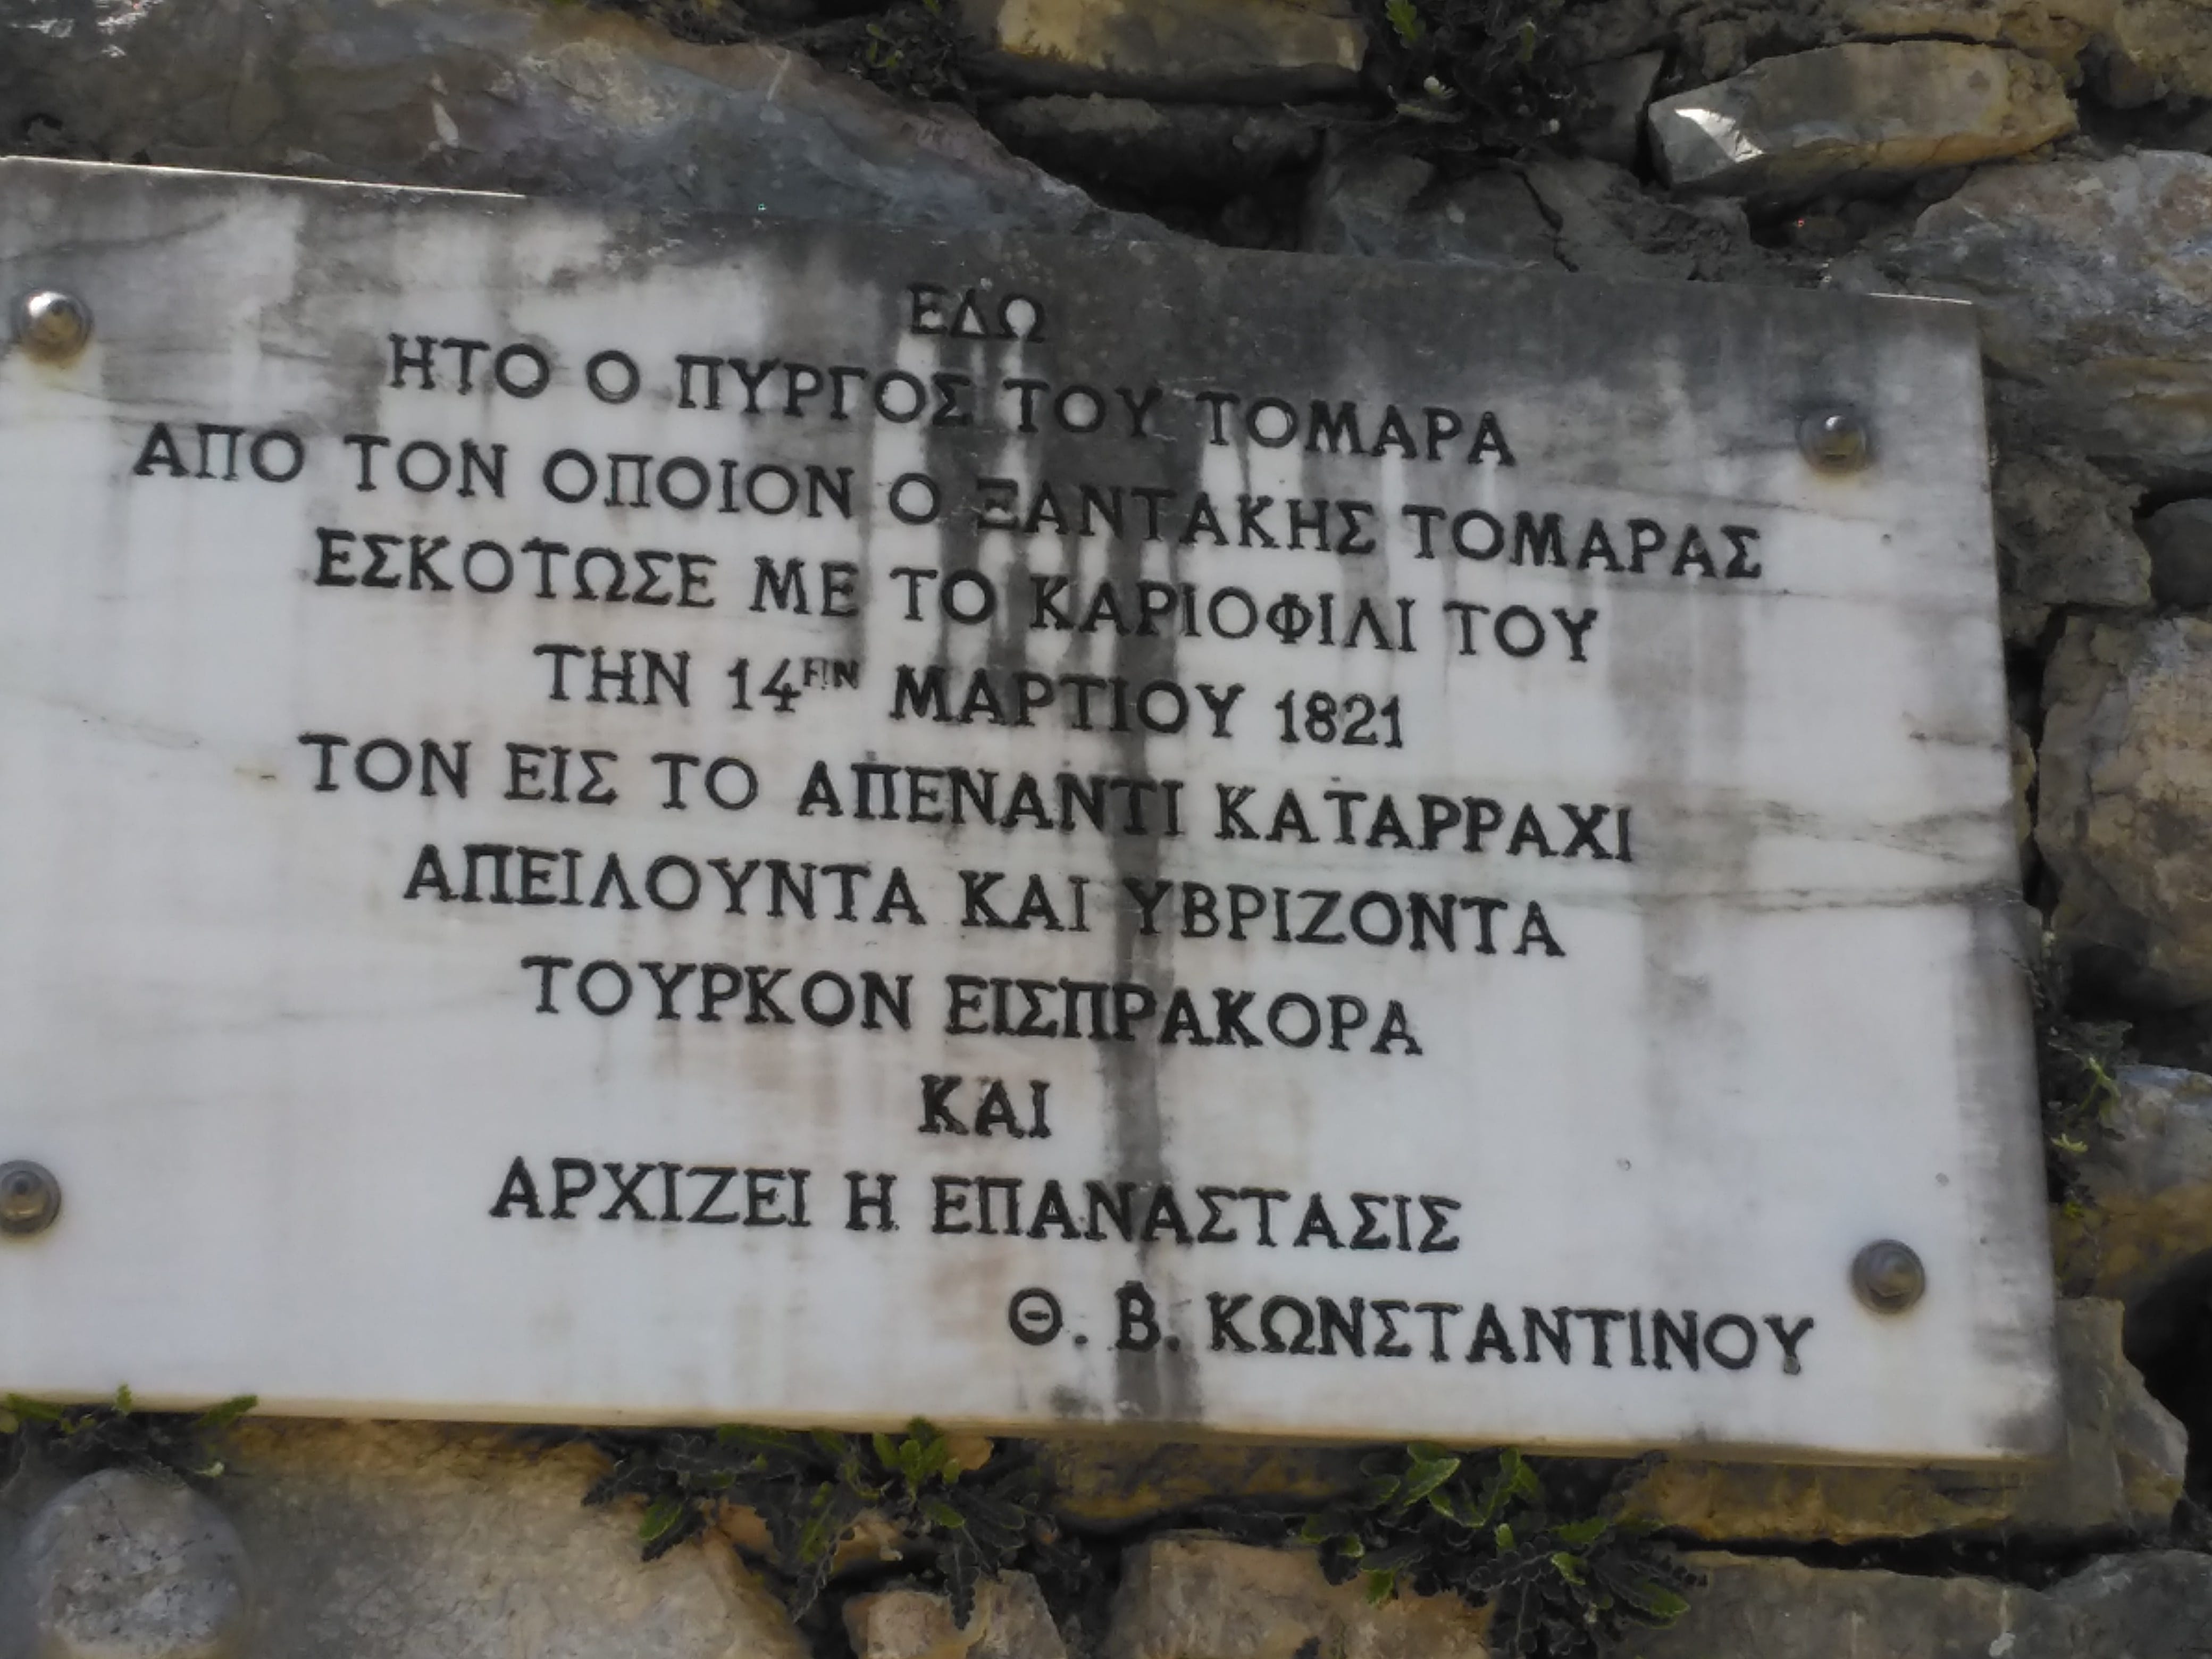 ΕΔΩ
ΗΤΟ Ο ΠΥΡΓΟΣ ΤΟΥ ΤΟΜΑΡΑ
ΑΠΟ ΤΟΝ ΟΠΟΙΟΝ Ο ΞΑΝΤΑΚΗΣ ΤΟΜΑΡΑΣ
ΕΣΚΟΤΩΣΕ ΜΕ ΤΟ ΚΑΡΙΟΦΙΛΙ ΤΟΥ
ΤΗΝ 14ΗΝ ΜΑΡΤΙΟΥ 1821
ΤΟΝ ΕΙΣ ΤΟ ΑΠΕΝΑΝΤΙ ΚΑΤΑΡΡΑΧΙ
ΑΠΕΙΛΟΥΝΤΑ ΚΑΙ ΥΒΡΙΖΟΝΤΑ
ΤΟΥΡΚΟΝ ΕΙΣΠΡΑΚΟΡΑ
ΚΑΙ
ΑΡΧΙΖΕΙ Η ΕΠΑΝΑΣΤΑΣΙΣ
Θ. Β. ΚΩΝΣΤΑΝΤΙΝΟΥ